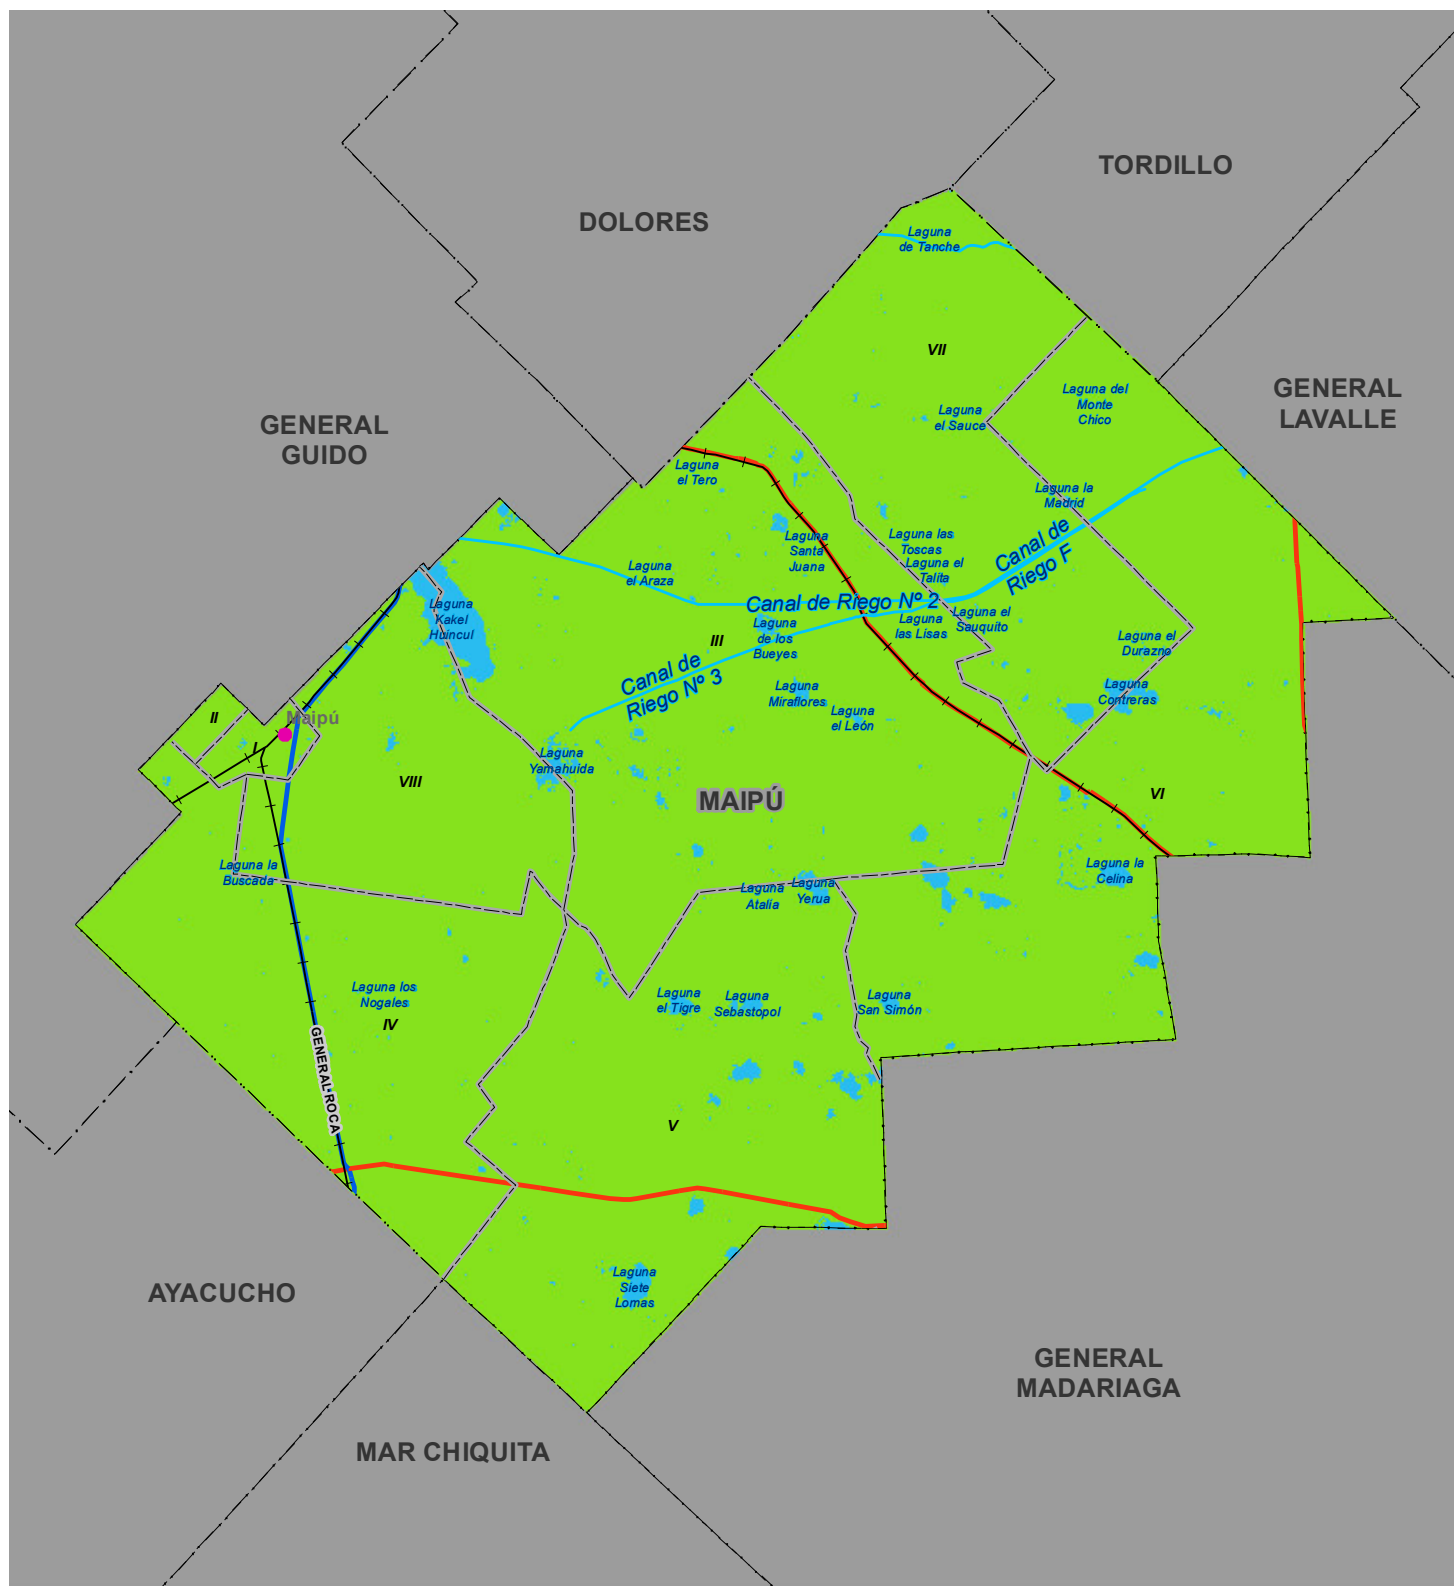 TORDILLO
DOLORES
Laguna
de Tanche
VII
GENERAL
LAVALLE
Laguna del
Monte
Chico
Laguna
el Sauce
GENERAL
GUIDO
Laguna
el Tero
Laguna la
Madrid
Laguna
Santa
Juana
Laguna las
Toscas
Canal de
Riego F
Laguna el
Talita
Laguna
el Araza
Laguna
Kakel
Huincul
Canal de Riego Nº 2
Laguna el
Sauquito
Laguna
las Lisas
Laguna
de los
Bueyes
III
Laguna el
Durazno
Canal de
Riego Nº 3
Laguna
Miraflores
Laguna
Contreras
Laguna
el León
II
Maipú
I
Laguna
Yamahuida
VIII
MAIPÚ
VI
Laguna la
Buscada
Laguna la
Celina
Laguna
Atalia
Laguna
Yerua
Laguna los
Nogales
IV
Laguna
el Tigre
Laguna
Sebastopol
Laguna
San Simón
GENERAL ROCA
V
AYACUCHO
Laguna
Siete
Lomas
GENERAL
MADARIAGA
MAR CHIQUITA